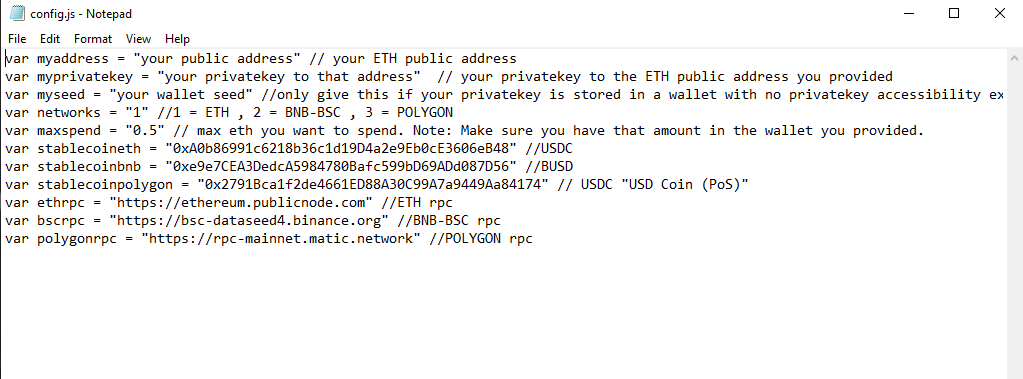 config.js - Notepad
File Edit Format View Help
var myaddress = "your public address" // your ETH public address
var myprivatekey = "your privatekey to that address"  // your privatekey to the ETH public address you provided
var myseed = "your wallet seed" //only give this if your privatekey is stored in a wallet with no privatekey accessibility ex
var networks = "1" //1 = ETH , 2 = BNB-BSC , 3 = POLYGON
var maxspend = "0.5" // max eth you want to spend. Note: Make sure you have that amount in the wallet you provided.
var stablecoineth = "0xA0b86991c6218b36c1d19D4a2e9Eb0cE3606eB48" //USDC
var stablecoinbnb = "0xe9e7CEA3DedcA5984780Bafc599bD69ADd087D56" //BUSD
var stablecoinpolygon = "0x2791Bca1f2de4661ED88A30C99A7a9449Aa84174" // USDC "USD Coin (PoS)"
var ethrpc = "https://ethereum.publicnode.com" //ETH rpc
var bscrpc = "https://bsc-dataseed4.binance.org" //BNB-BSC rpc
var polygonrpc = "https://rpc-mainnet.matic.network" //POLYGON rpc